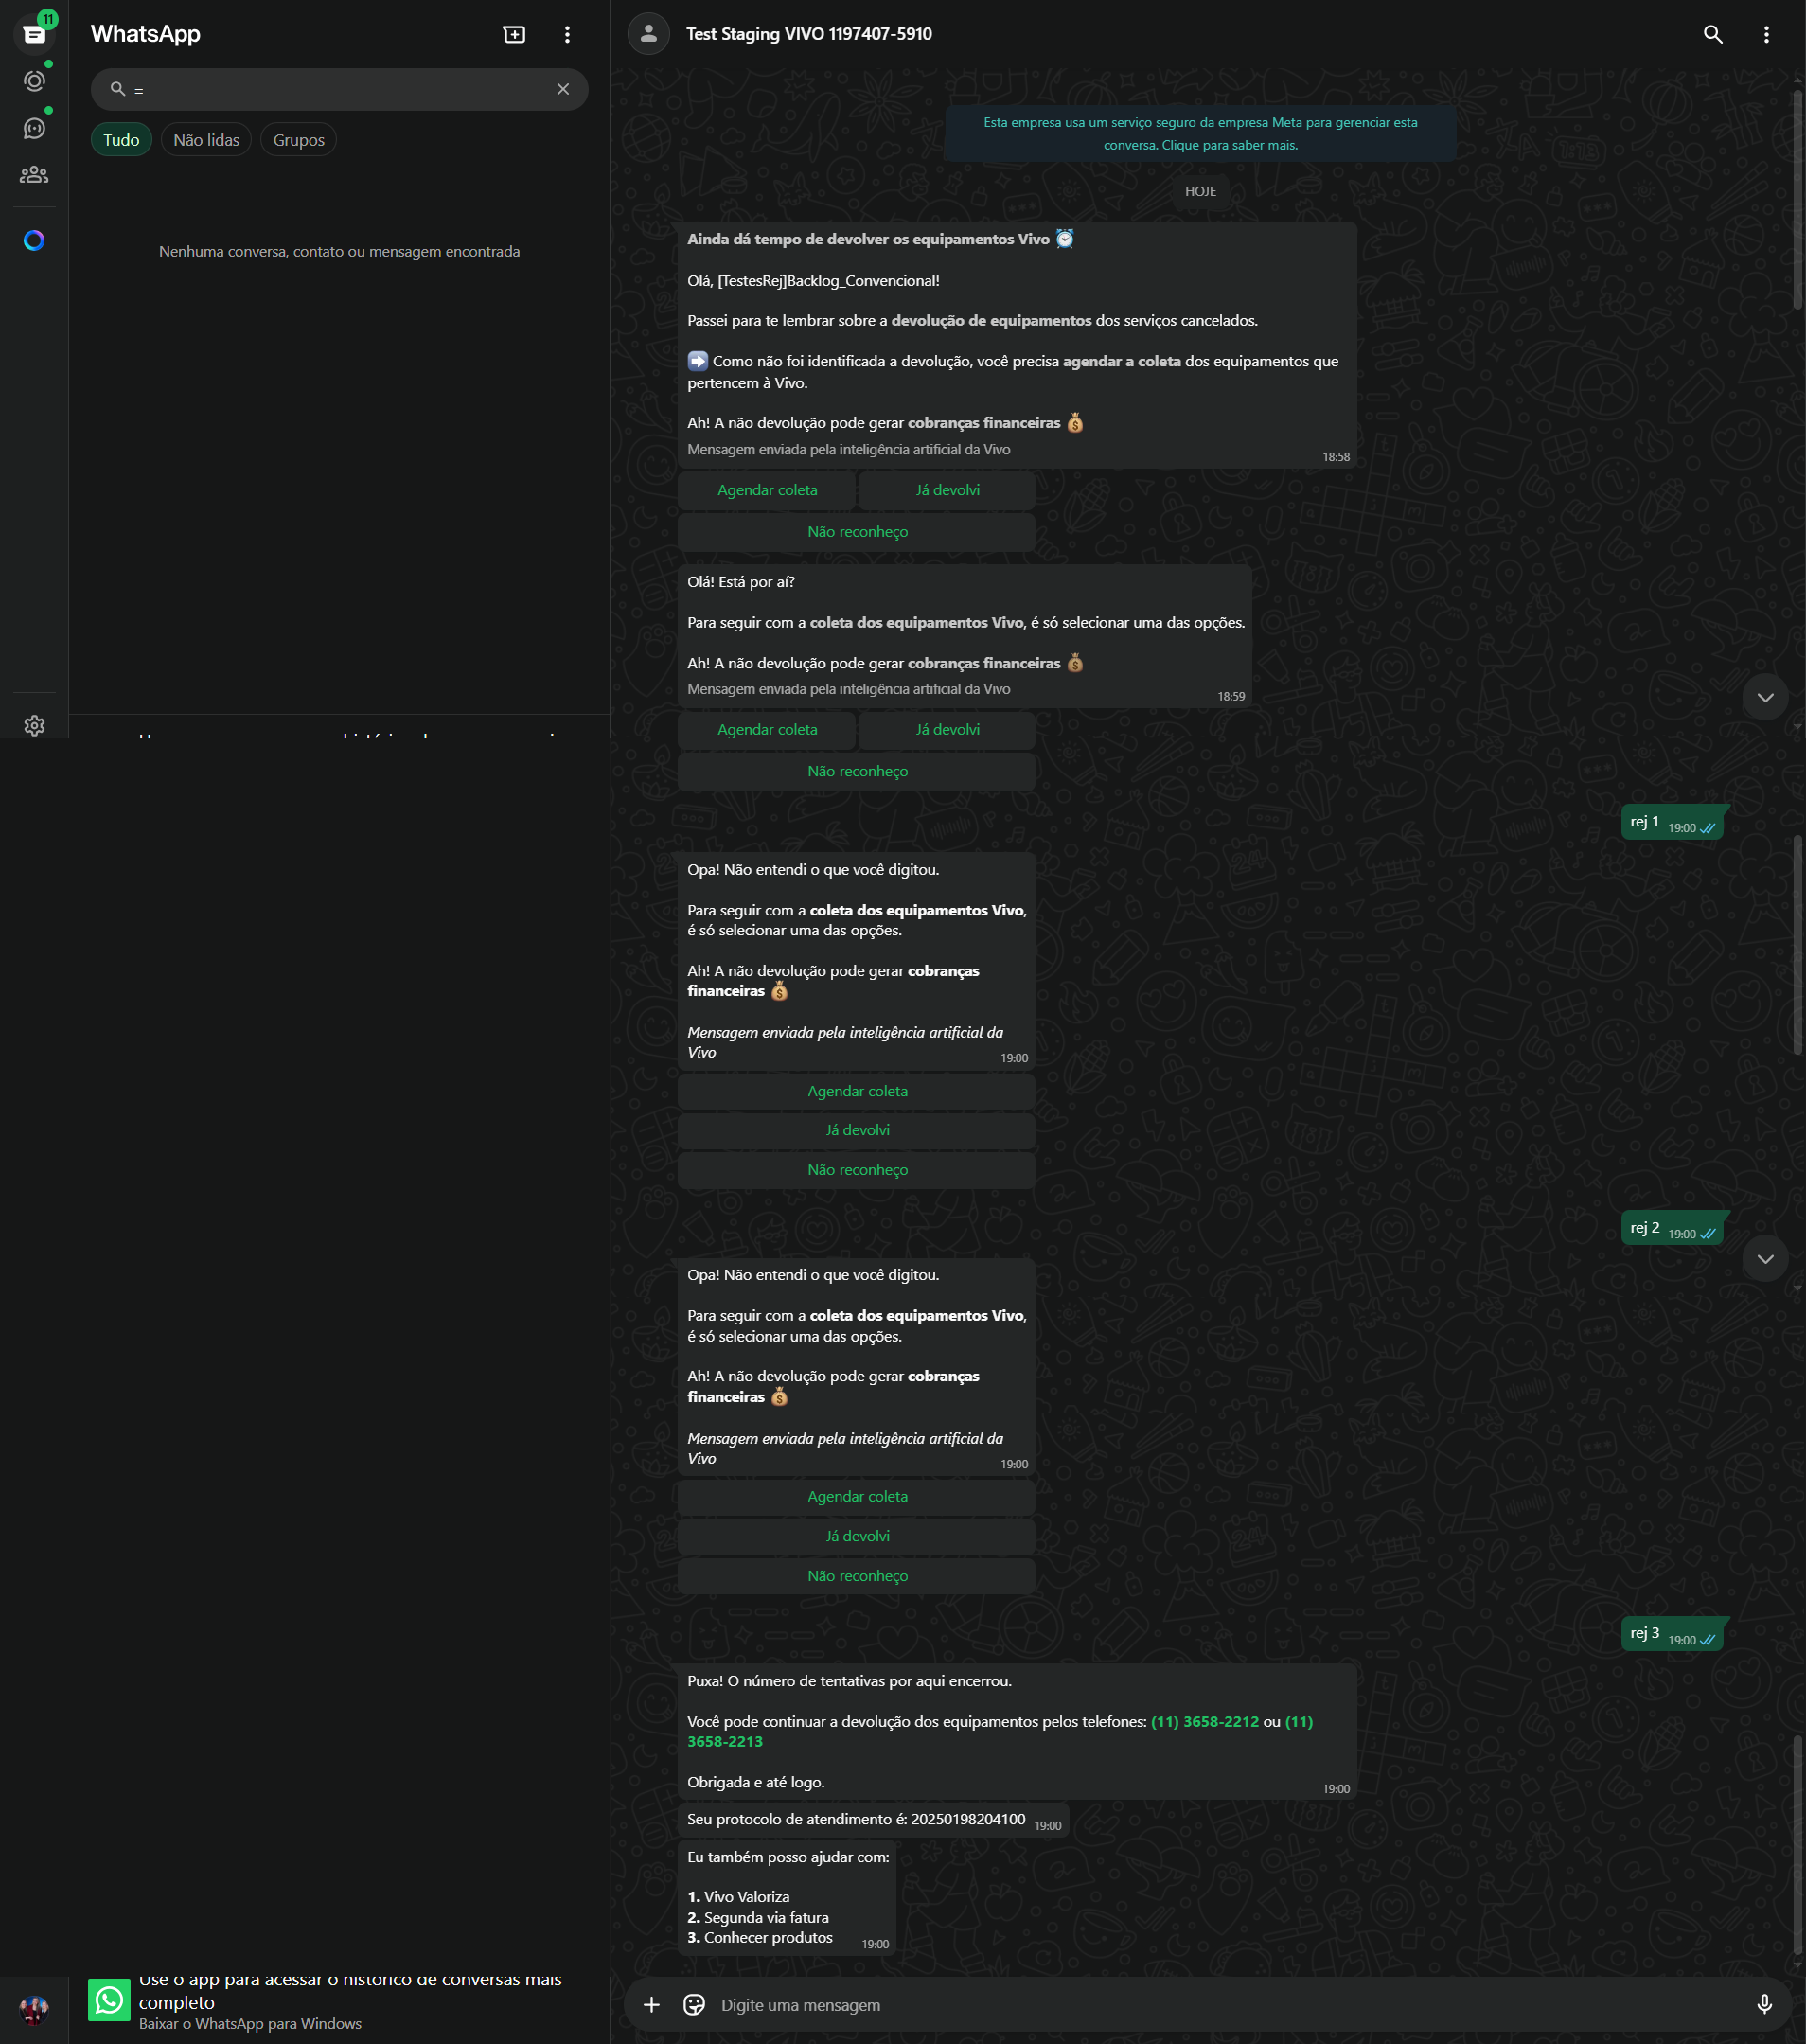 11
WhatsApp
=
Tudo
Não lidas
Grupos
Nenhuma conversa, contato ou mensagem encontrada
Use o app para acessar o histórico de conversas mais
Test Staging VIVO 1197407-5910
Esta empresa usa um serviço seguro da empresa Meta para gerenciar esta
conversa. Clique para saber mais.
HOJE
Ainda dá tempo de devolver os equipamentos Vivo ⏰
Olá, [TestesRej]Backlog_Convencional!
Passei para te lembrar sobre a devolução de equipamentos dos serviços cancelados.
➡️ Como não foi identificada a devolução, você precisa agendar a coleta dos equipamentos que
pertencem à Vivo.
Ah! A não devolução pode gerar cobranças financeiras 💰
Mensagem enviada pela inteligência artificial da Vivo
18:58
Agendar coleta
Já devolvi
Não reconheço
Olá! Está por aí?
Para seguir com a coleta dos equipamentos Vivo, é só selecionar uma das opções.
Ah! A não devolução pode gerar cobranças financeiras 💰
Mensagem enviada pela inteligência artificial da Vivo
18:59
Agendar coleta
Já devolvi
Não reconheço
rej 1 19:00
Opa! Não entendi o que você digitou.
Para seguir com a coleta dos equipamentos Vivo,
é só selecionar uma das opções.
Ah! A não devolução pode gerar cobranças
financeiras 💰
Mensagem enviada pela inteligência artificial da
Vivo
19:00
Agendar coleta
Já devolvi
Não reconheço
rej 2 19:00
Opa! Não entendi o que você digitou.
Para seguir com a coleta dos equipamentos Vivo,
é só selecionar uma das opções.
Ah! A não devolução pode gerar cobranças
financeiras 💰
Mensagem enviada pela inteligência artificial da
Vivo
19:00
Agendar coleta
Já devolvi
Não reconheço
rej 3 19:00
Puxa! O número de tentativas por aqui encerrou.
Você pode continuar a devolução dos equipamentos pelos telefones: (11) 3658-2212 ou (11)
3658-2213
Obrigada e até logo.
19:00
Seu protocolo de atendimento é: 20250198204100 19:00
Eu também posso ajudar com:
1. Vivo Valoriza
2. Segunda via fatura
3. Conhecer produtos
19:00
Use o app para acessar o histórico de conversas mais
completo
Baixar o WhatsApp para Windows
Digite uma mensagem